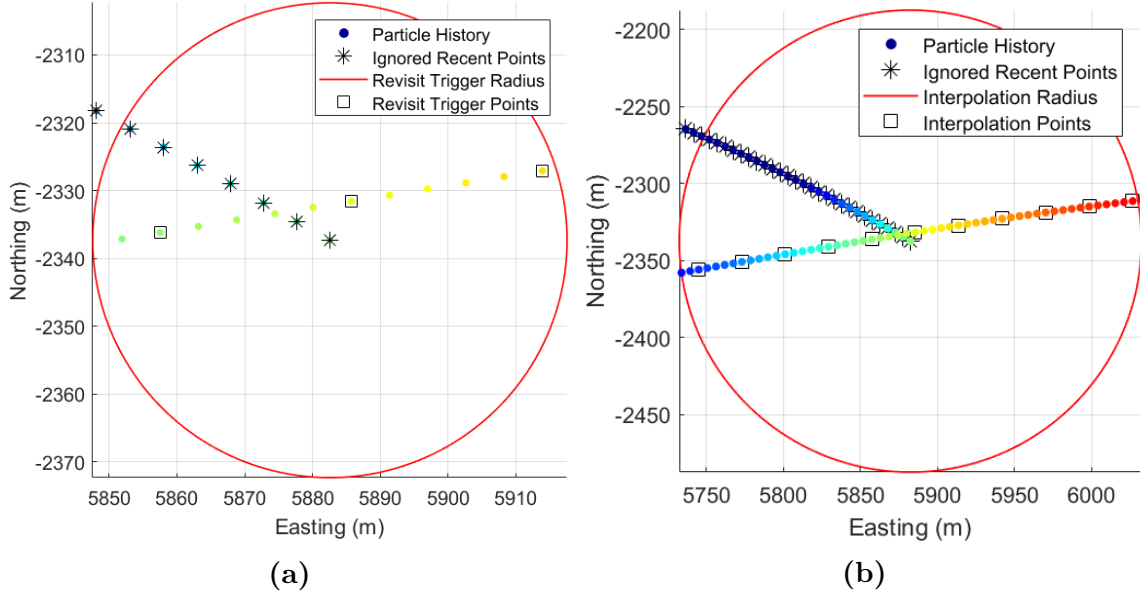 Particle History
Ignored Recent Points
Revisit Trigger Radius
Revisit Trigger Points
-2310
-2320
-2330
-2340
-2350
-2360
-2370
Northing (m)
5850 5860 5870 5880 5890 5900 5910
Easting (m)
(a)
Particle History
Ignored Recent Points
Interpolation Radius
Interpolation Points
-2200
-2250
-2300
-2350
-2400
-2450
Northing (m)
5750 5800 5850 5900 5950 6000
Easting (m)
(b)